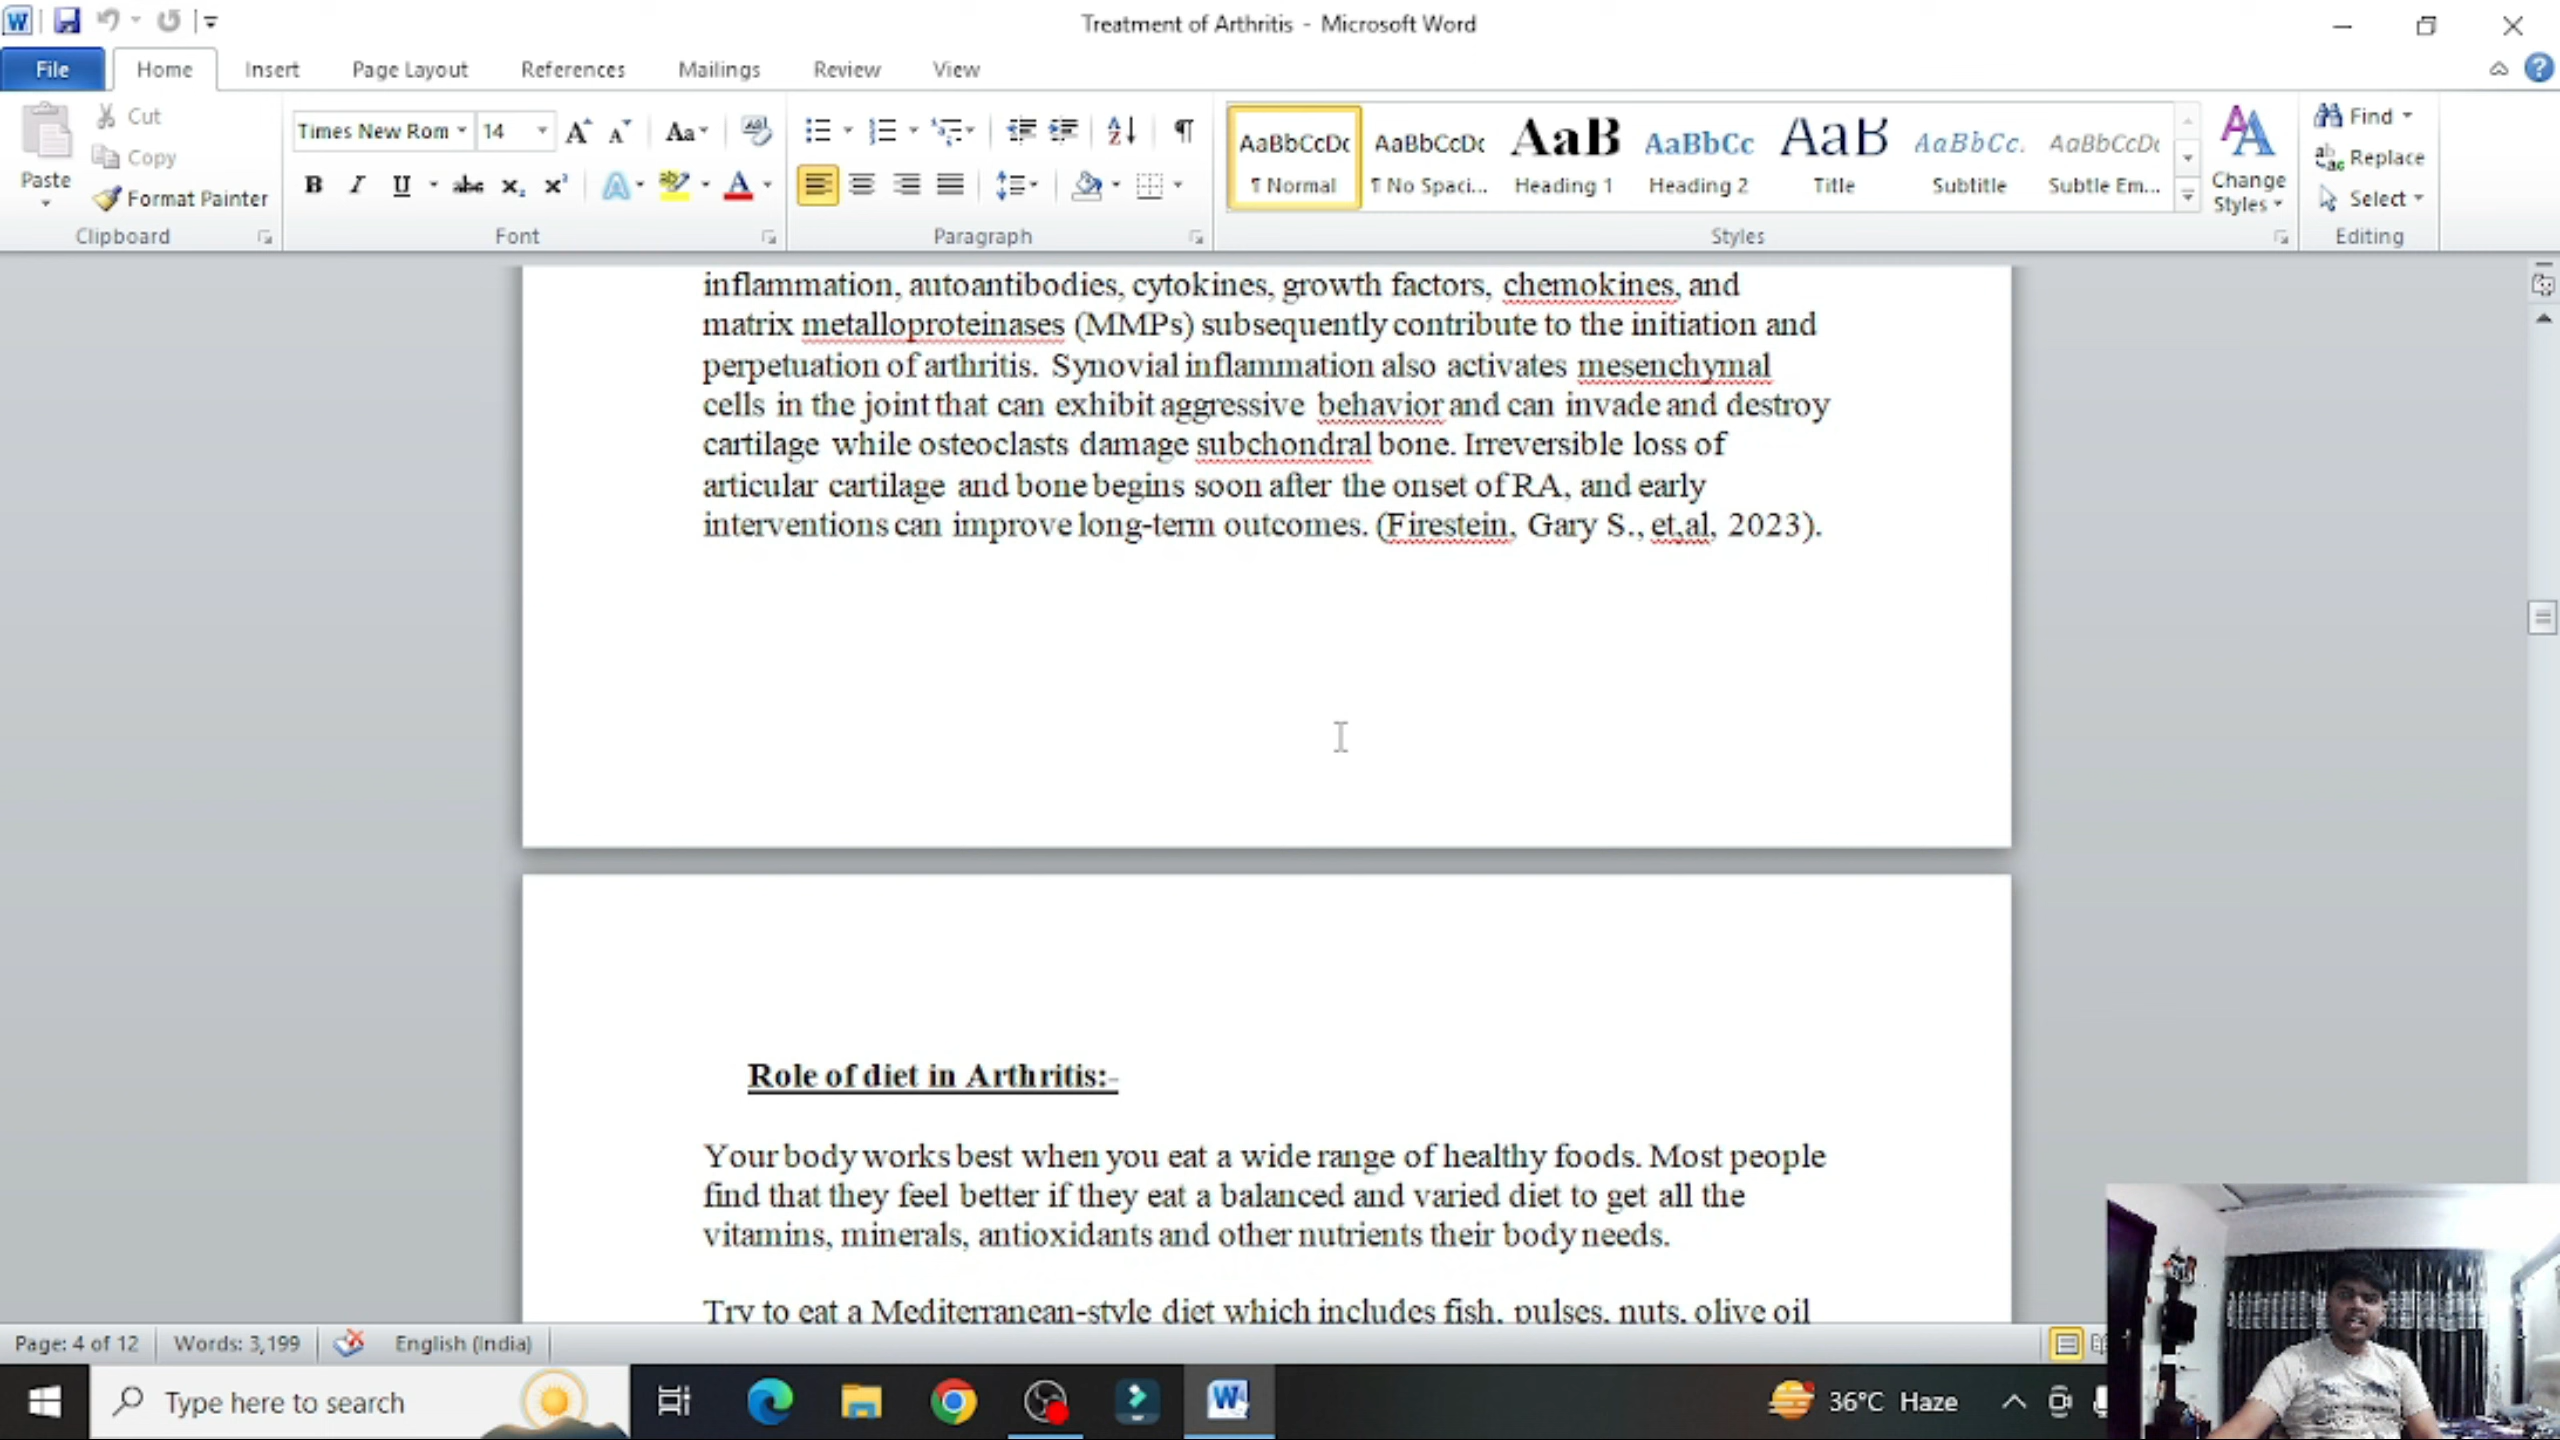 Treatment of Arthritis - Microsoft Word
File Home Insert Page Layout References Mailings Review View
Paste
Cut
Copy
Format Painter
Clipboard
Times New Rom 14
Font
Paragraph
AaBbCcDc AaBbCcDc AaB AaBbCc AaB AaBbCc. AaBbCcDc
¶ Normal ¶ No Spaci... Heading 1 Heading 2 Title Subtitle Subtle Em...
Change
Styles
Styles
Find
Replace
Select
Editing
inflammation, autoantibodies, cytokines, growth factors, chemokines, and
matrix metalloproteinases (MMPs) subsequently contribute to the initiation and
perpetuation of arthritis. Synovial inflammation also activates mesenchymal
cells in the joint that can exhibit aggressive behavior and can invade and destroy
cartilage while osteoclasts damage subchondral bone. Irreversible loss of
articular cartilage and bone begins soon after the onset of RA, and early
interventions can improve long-term outcomes. (Firestein, Gary S., et,al, 2023).
Role of diet in Arthritis:-
Your body works best when you eat a wide range of healthy foods. Most people
find that they feel better if they eat a balanced and varied diet to get all the
vitamins, minerals, antioxidants and other nutrients their body needs.
Try to eat a Mediterranean-style diet which includes fish, pulses, nuts, olive oil
Page: 4 of 12 Words: 3,199 English (India)
Type here to search
36°C Haze